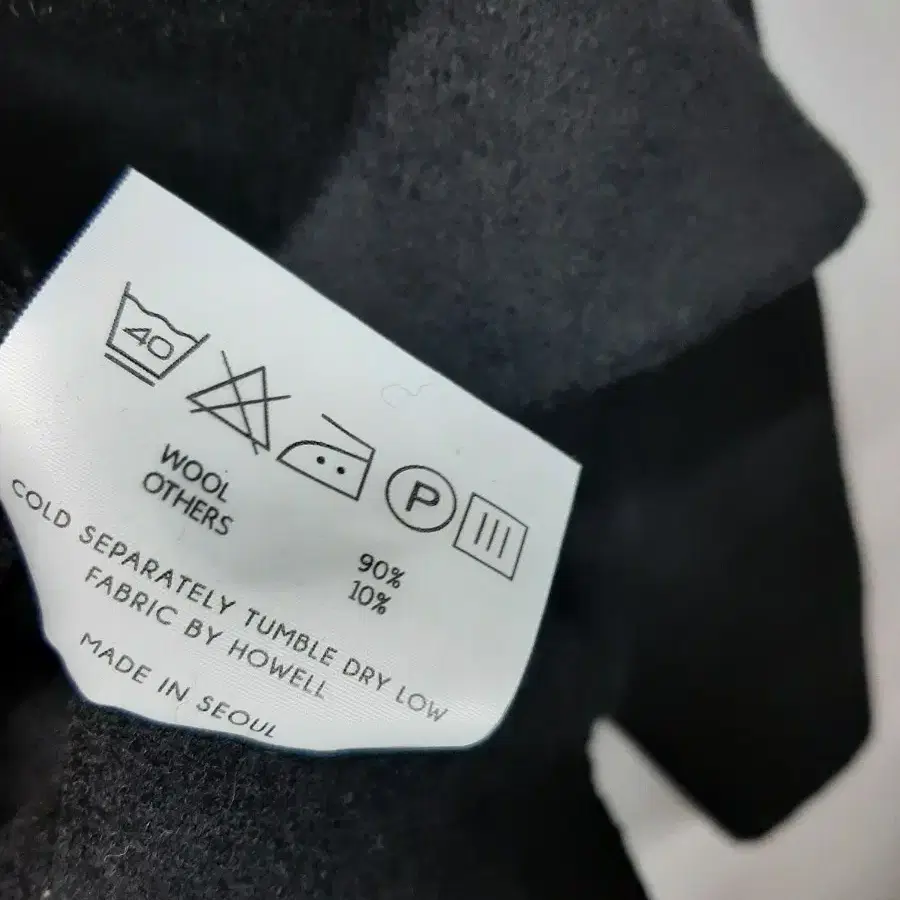 40
P
WOOL 90%
OTHERS 10%
COLD SEPARATELY TUMBLE DRY LOW
FABRIC BY HOWELL
MADE IN SEOUL